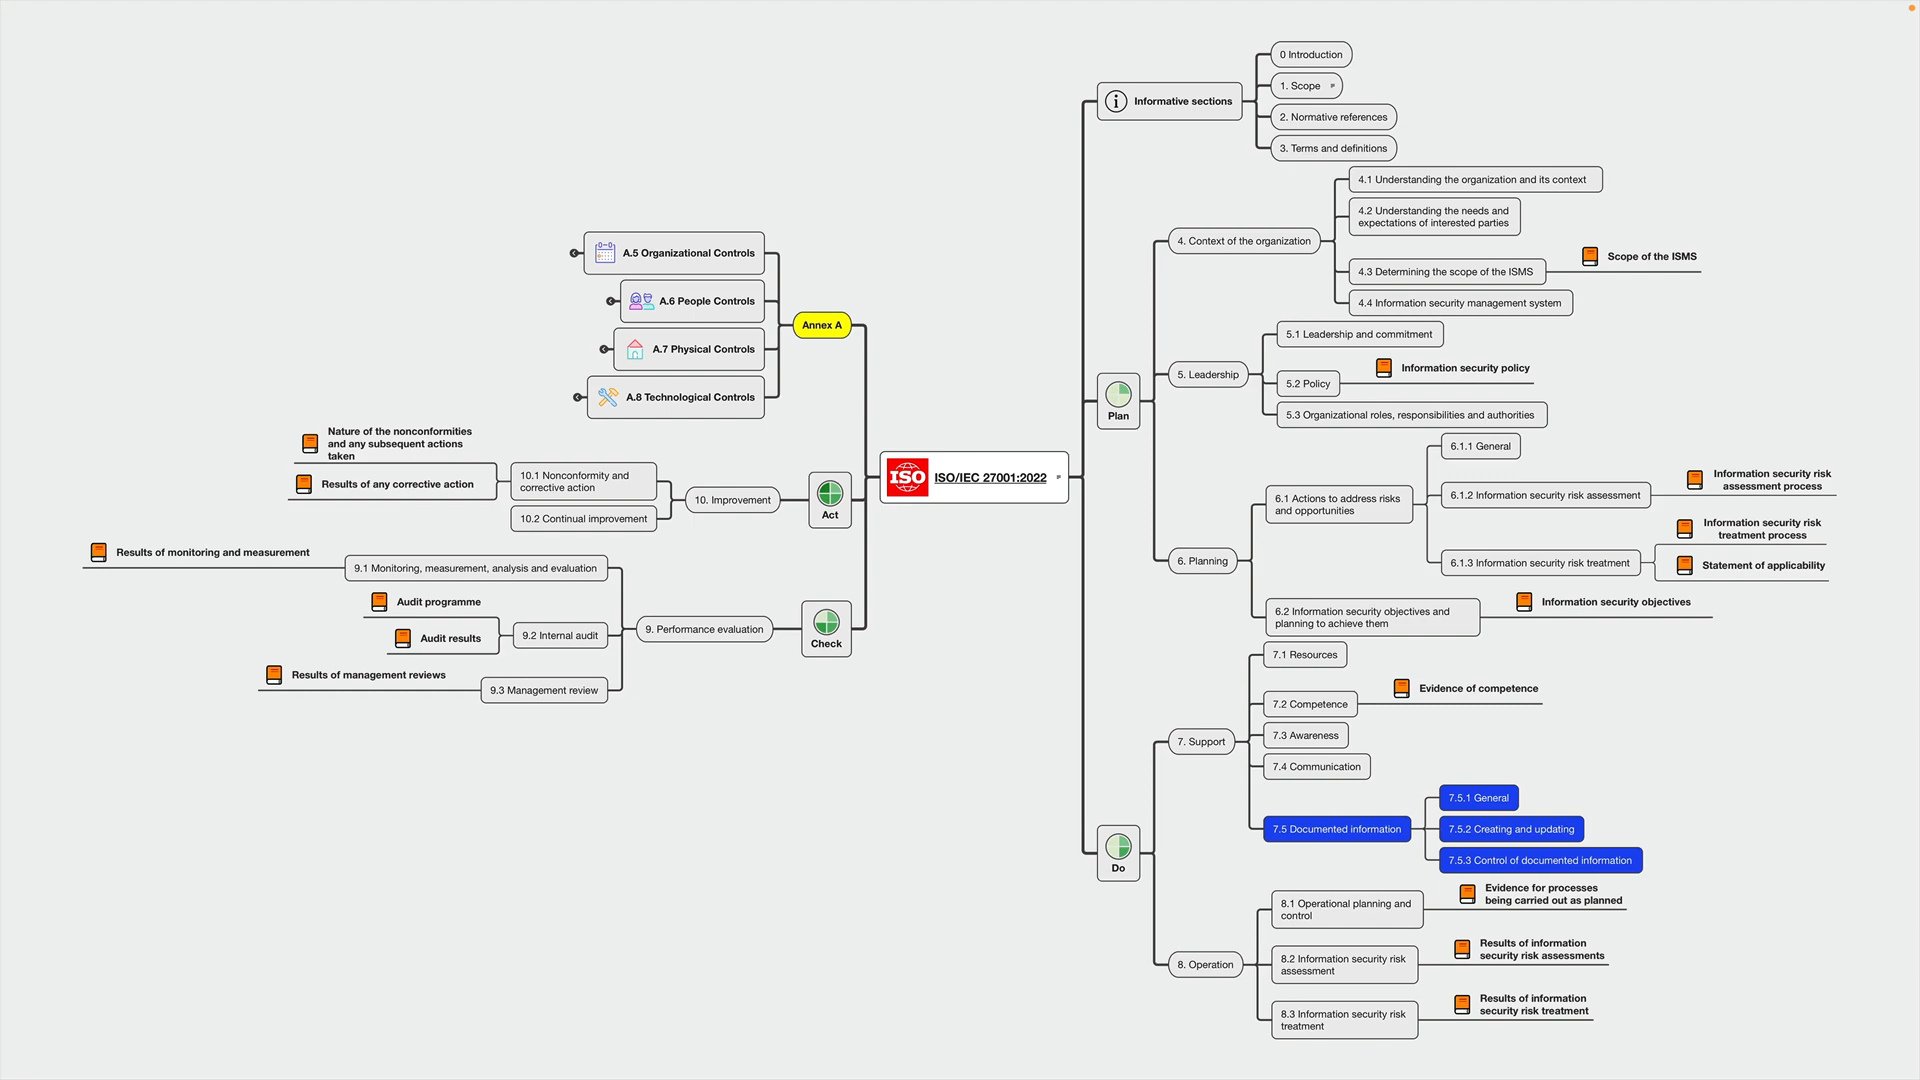 ISO
ISO/IEC 27001:2022
Informative sections
0 Introduction
1. Scope
2. Normative references
3. Terms and definitions
Plan
4. Context of the organization
4.1 Understanding the organization and its context
4.2 Understanding the needs and
expectations of interested parties
4.3 Determining the scope of the ISMS
Scope of the ISMS
4.4 Information security management system
5. Leadership
5.1 Leadership and commitment
5.2 Policy
Information security policy
5.3 Organizational roles, responsibilities and authorities
6. Planning
6.1 Actions to address risks
and opportunities
6.1.1 General
6.1.2 Information security risk assessment
Information security risk
assessment process
6.1.3 Information security risk treatment
Information security risk
treatment process
Statement of applicability
6.2 Information security objectives and
planning to achieve them
Information security objectives
Do
7. Support
7.1 Resources
7.2 Competence
Evidence of competence
7.3 Awareness
7.4 Communication
7.5 Documented information
7.5.1 General
7.5.2 Creating and updating
7.5.3 Control of documented information
8. Operation
8.1 Operational planning and
control
Evidence for processes
being carried out as planned
8.2 Information security risk
assessment
Results of information
security risk assessments
8.3 Information security risk
treatment
Results of information
security risk treatment
Annex A
A.5 Organizational Controls
A.6 People Controls
A.7 Physical Controls
A.8 Technological Controls
Act
10. Improvement
10.1 Nonconformity and
corrective action
Nature of the nonconformities
and any subsequent actions
taken
Results of any corrective action
10.2 Continual improvement
Check
9. Performance evaluation
9.1 Monitoring, measurement, analysis and evaluation
Results of monitoring and measurement
9.2 Internal audit
Audit programme
Audit results
9.3 Management review
Results of management reviews